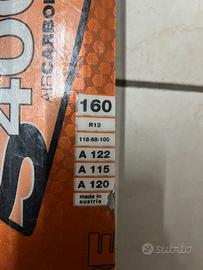 S400
AIRCARBON
160
R13
118-68-100
A 122
A 115
A 120
made in
austria
subito